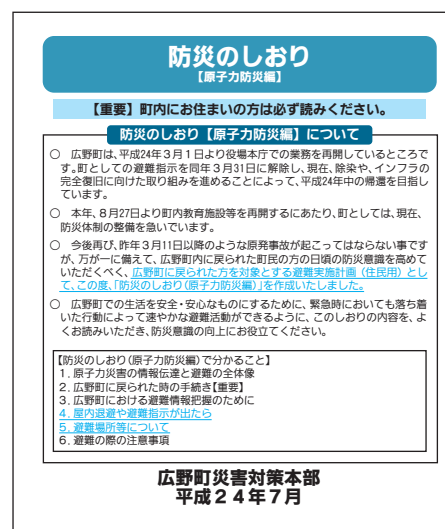 防災のしおり
【原子力防災編】
【重要】町内にお住まいの方は必ず読みください。
防災のしおり【原子力防災編】について
○ 広野町は、平成24年３月１日より役場本庁での業務を再開しているところで
す。町としての避難指示を同年３月31日に解除し、現在、除染や、インフラの
完全復旧に向けた取り組みを進めることによって、平成24年中の帰還を目指し
ています。
○ 本年、８月27日より町内教育施設等を再開するにあたり、町としては、現在、
防災体制の整備を急いでいます。
○ 今後再び、昨年３月11日以降のような原発事故が起こってはならない事です
が、万が一に備えて、広野町内に戻られた町民の方の日頃の防災意識を高めて
いただくべく、広野町に戻られた方を対象とする避難実施計画（住民用）とし
て、この度、「防災のしおり（原子力防災編）」を作成いたしました。
○ 広野町での生活を安全・安心なものにするために、緊急時においても落ち着
いた行動によって速やかな避難活動ができるように、このしおりの内容を、よ
くお読みいただき、防災意識の向上にお役立てください。
【防災のしおり（原子力防災編）で分かること】
１．原子力災害の情報伝達と避難の全体像
２．広野町に戻られた時の手続き【重要】
３．広野町における避難情報把握のために
４．屋内退避や避難指示が出たら
５．避難場所等について
６．避難の際の注意事項
広野町災害対策本部
平成２４年７月